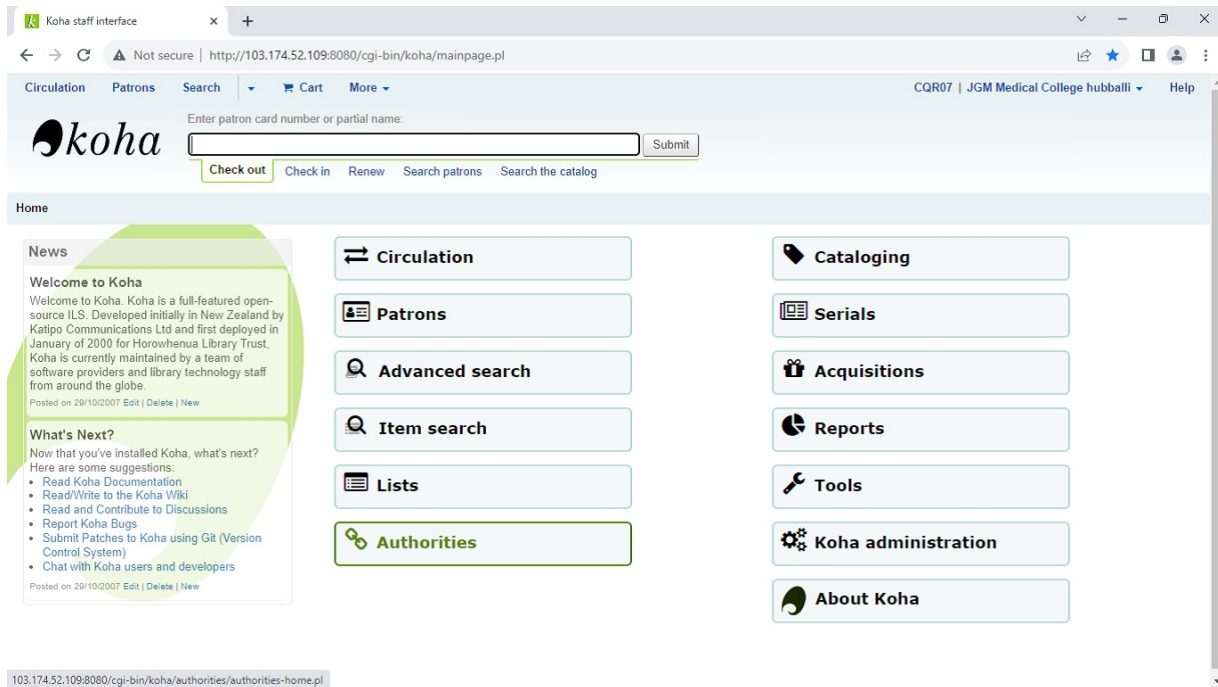 Koha staff interface
Not secure | http://103.174.52.109:8080/cgi-bin/koha/mainpage.pl
Circulation Patrons Search Cart More CQR07 | JGM Medical College hubballi Help
koha
Enter patron card number or partial name:
Submit
Check out Check in Renew Search patrons Search the catalog
Home
News
Welcome to Koha
Welcome to Koha. Koha is a full-featured open-
source ILS. Developed initially in New Zealand by
Katipo Communications Ltd and first deployed in
January of 2000 for Horowhenua Library Trust,
Koha is currently maintained by a team of
software providers and library technology staff
from around the globe.
Posted on 29/10/2007 Edit | Delete | New
What's Next?
Now that you've installed Koha, what's next?
Here are some suggestions:
• Read Koha Documentation
• Read/Write to the Koha Wiki
• Read and Contribute to Discussions
• Report Koha Bugs
• Submit Patches to Koha using Git (Version
Control System)
• Chat with Koha users and developers
Posted on 29/10/2007 Edit | Delete | New
Circulation
Patrons
Advanced search
Item search
Lists
Authorities
Cataloging
Serials
Acquisitions
Reports
Tools
Koha administration
About Koha
103.174.52.109:8080/cgi-bin/koha/authorities/authorities-home.pl